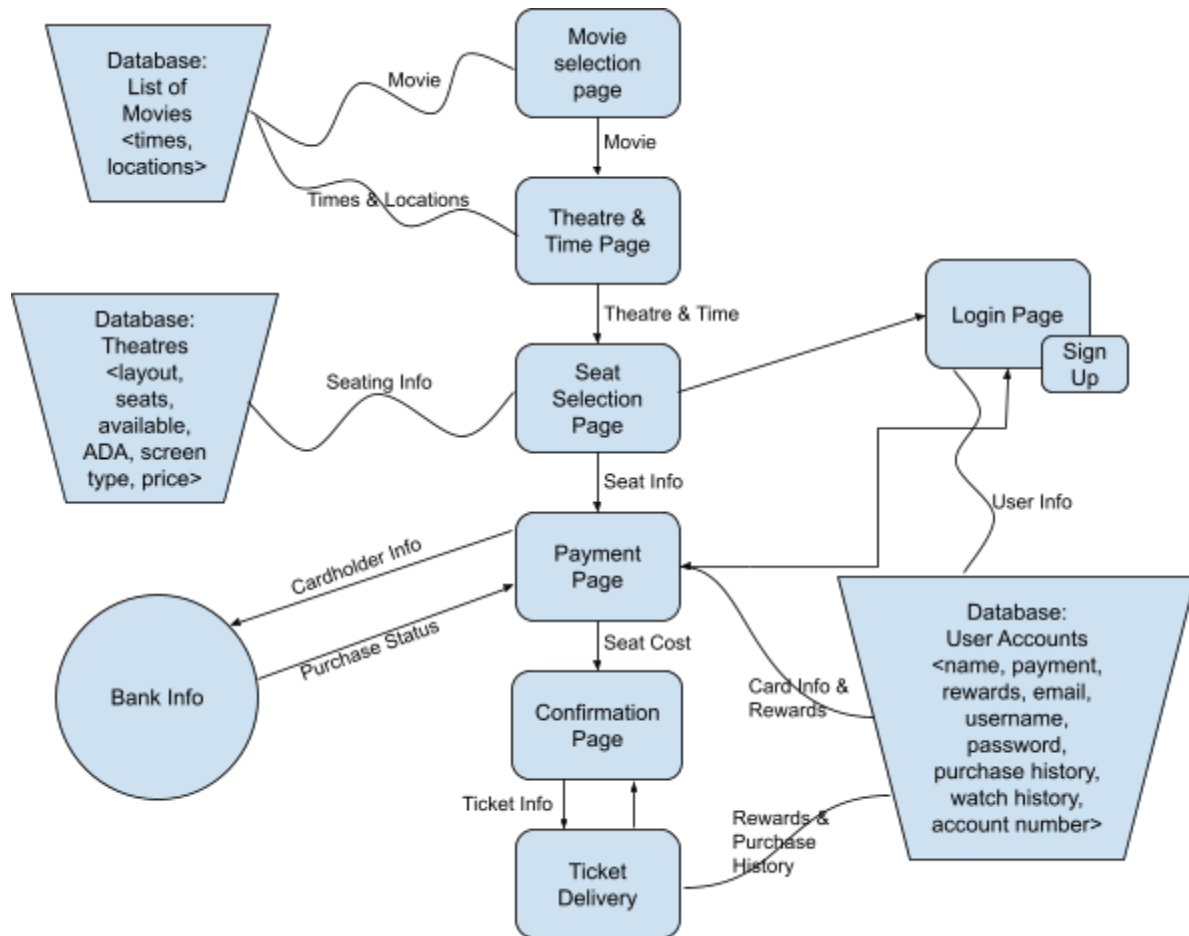 Database:
List of
Movies
<times,
locations>
Movie
Movie
selection
page
Movie
Times & Locations
Theatre &
Time Page
Theatre & Time
Login Page
Sign
Up
Database:
Theatres
<layout,
seats,
available,
ADA, screen
type, price>
Seating Info
Seat
Selection
Page
Seat Info
User Info
Cardholder Info
Payment
Page
Purchase Status
Seat Cost
Bank Info
Card Info &
Rewards
Database:
User Accounts
<name, payment,
rewards, email,
username,
password,
purchase history,
watch history,
account number>
Confirmation
Page
Ticket Info
Rewards &
Purchase
History
Ticket
Delivery